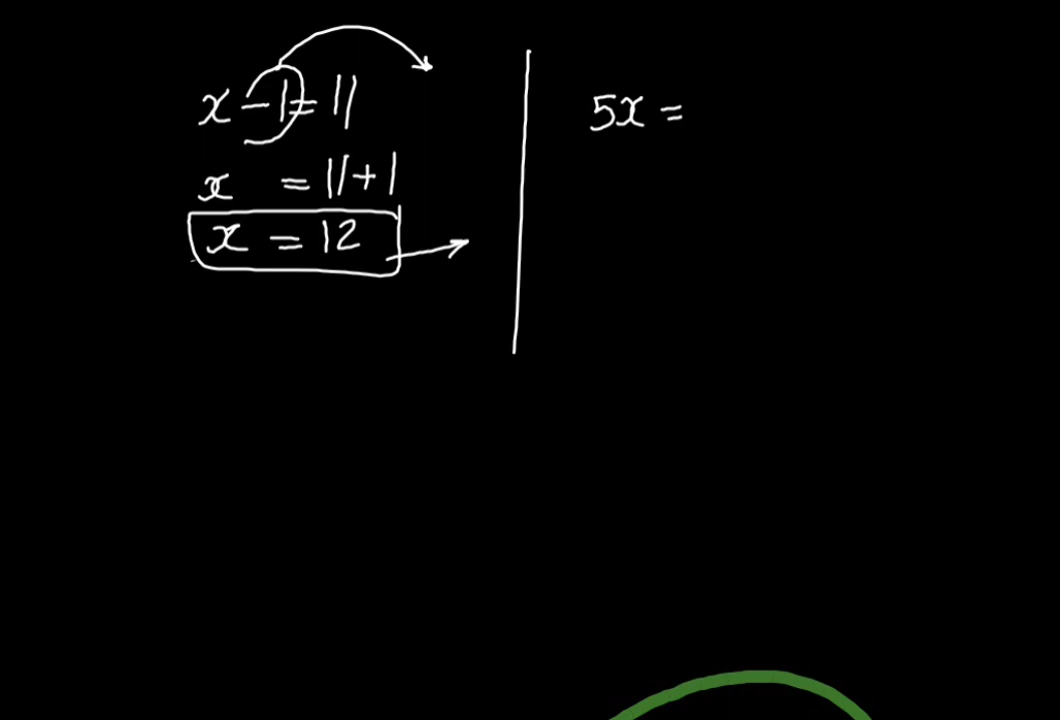 x - 1 = 11
x = 11 + 1
x = 12
5x =